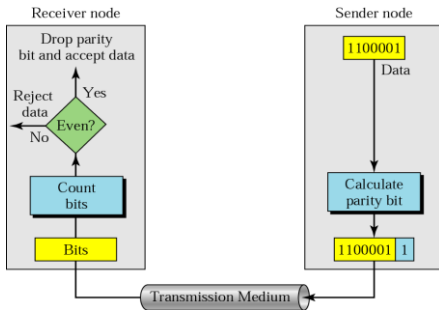 Receiver node
Drop parity
bit and accept data
Reject
data
Yes
No
Even?
Count
bits
Bits
Sender node
1100001
Data
Calculate
parity bit
1100001 1
Transmission Medium